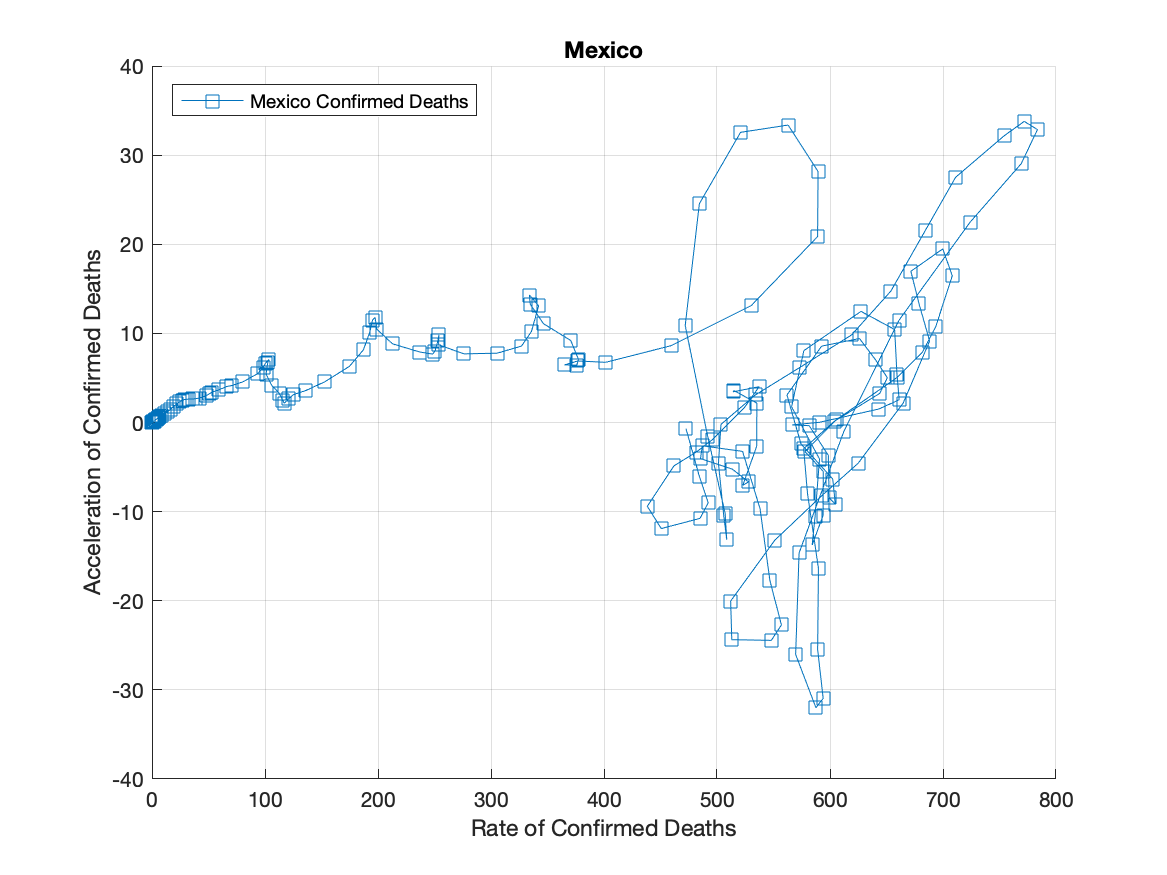 Mexico
Mexico Confirmed Deaths
40
30
20
10
0
-10
-20
-30
-40
Acceleration of Confirmed Deaths
0 100 200 300 400 500 600 700 800
Rate of Confirmed Deaths